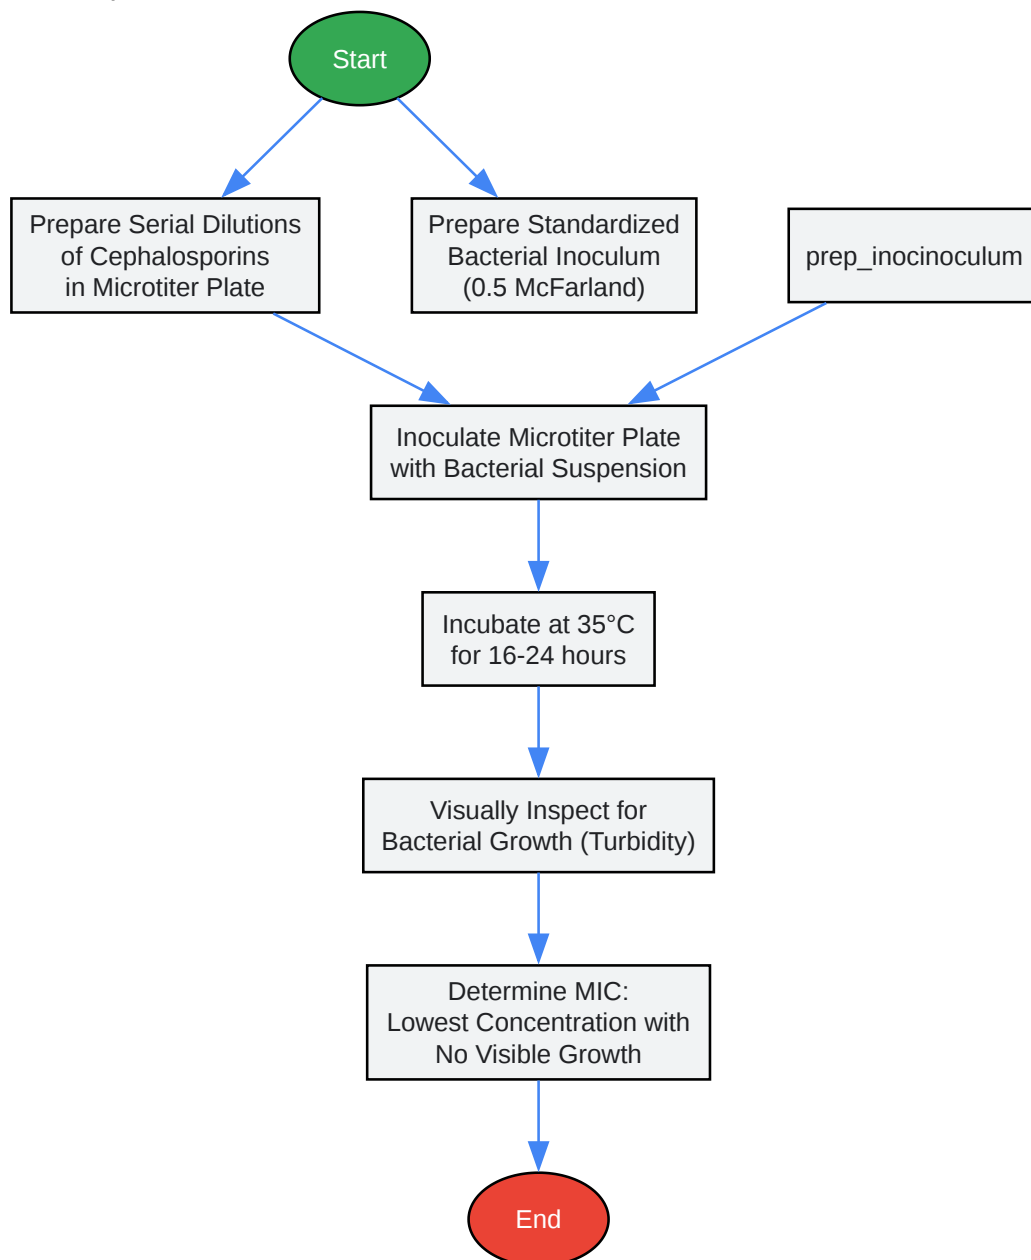 Start
Prepare Serial Dilutions
of Cephalosporins
in Microtiter Plate
Prepare Standardized
Bacterial Inoculum
(0.5 McFarland)
prep_inocinoculum
Inoculate Microtiter Plate
with Bacterial Suspension
Incubate at 35°C
for 16-24 hours
Visually Inspect for
Bacterial Growth (Turbidity)
Determine MIC:
Lowest Concentration with
No Visible Growth
End